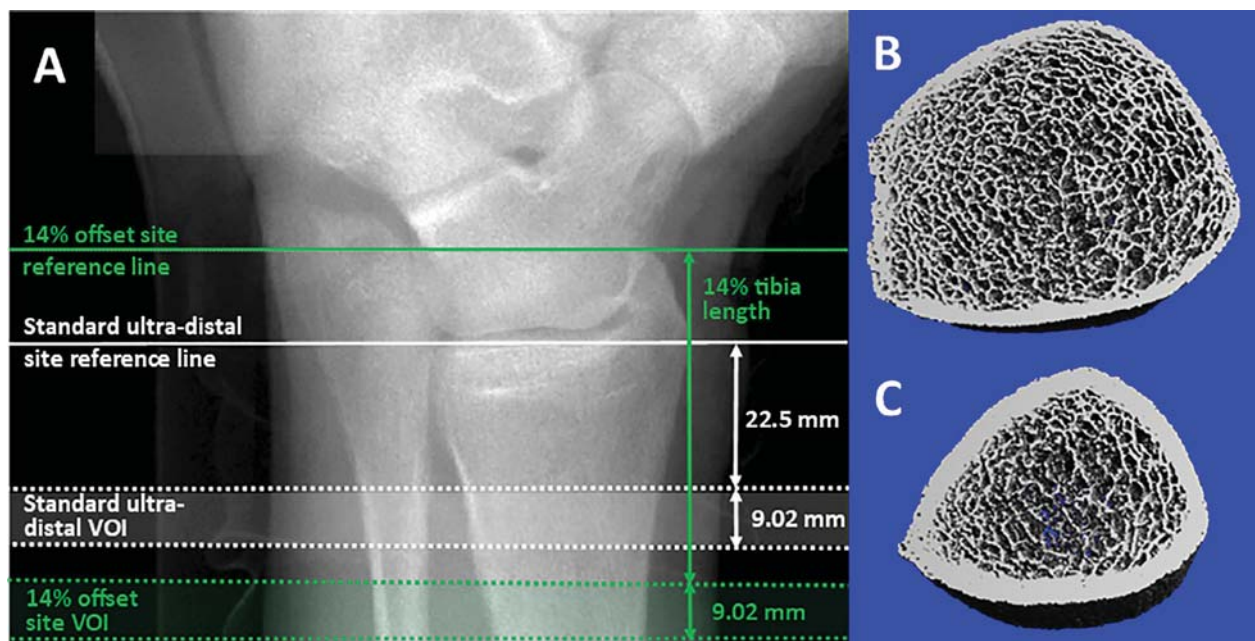 A
14% offset site
reference line
14% tibia
length
Standard ultra-distal
site reference line
22.5 mm
Standard ultra-
distal VOI
9.02 mm
14% offset
site VOI
9.02 mm
B
C